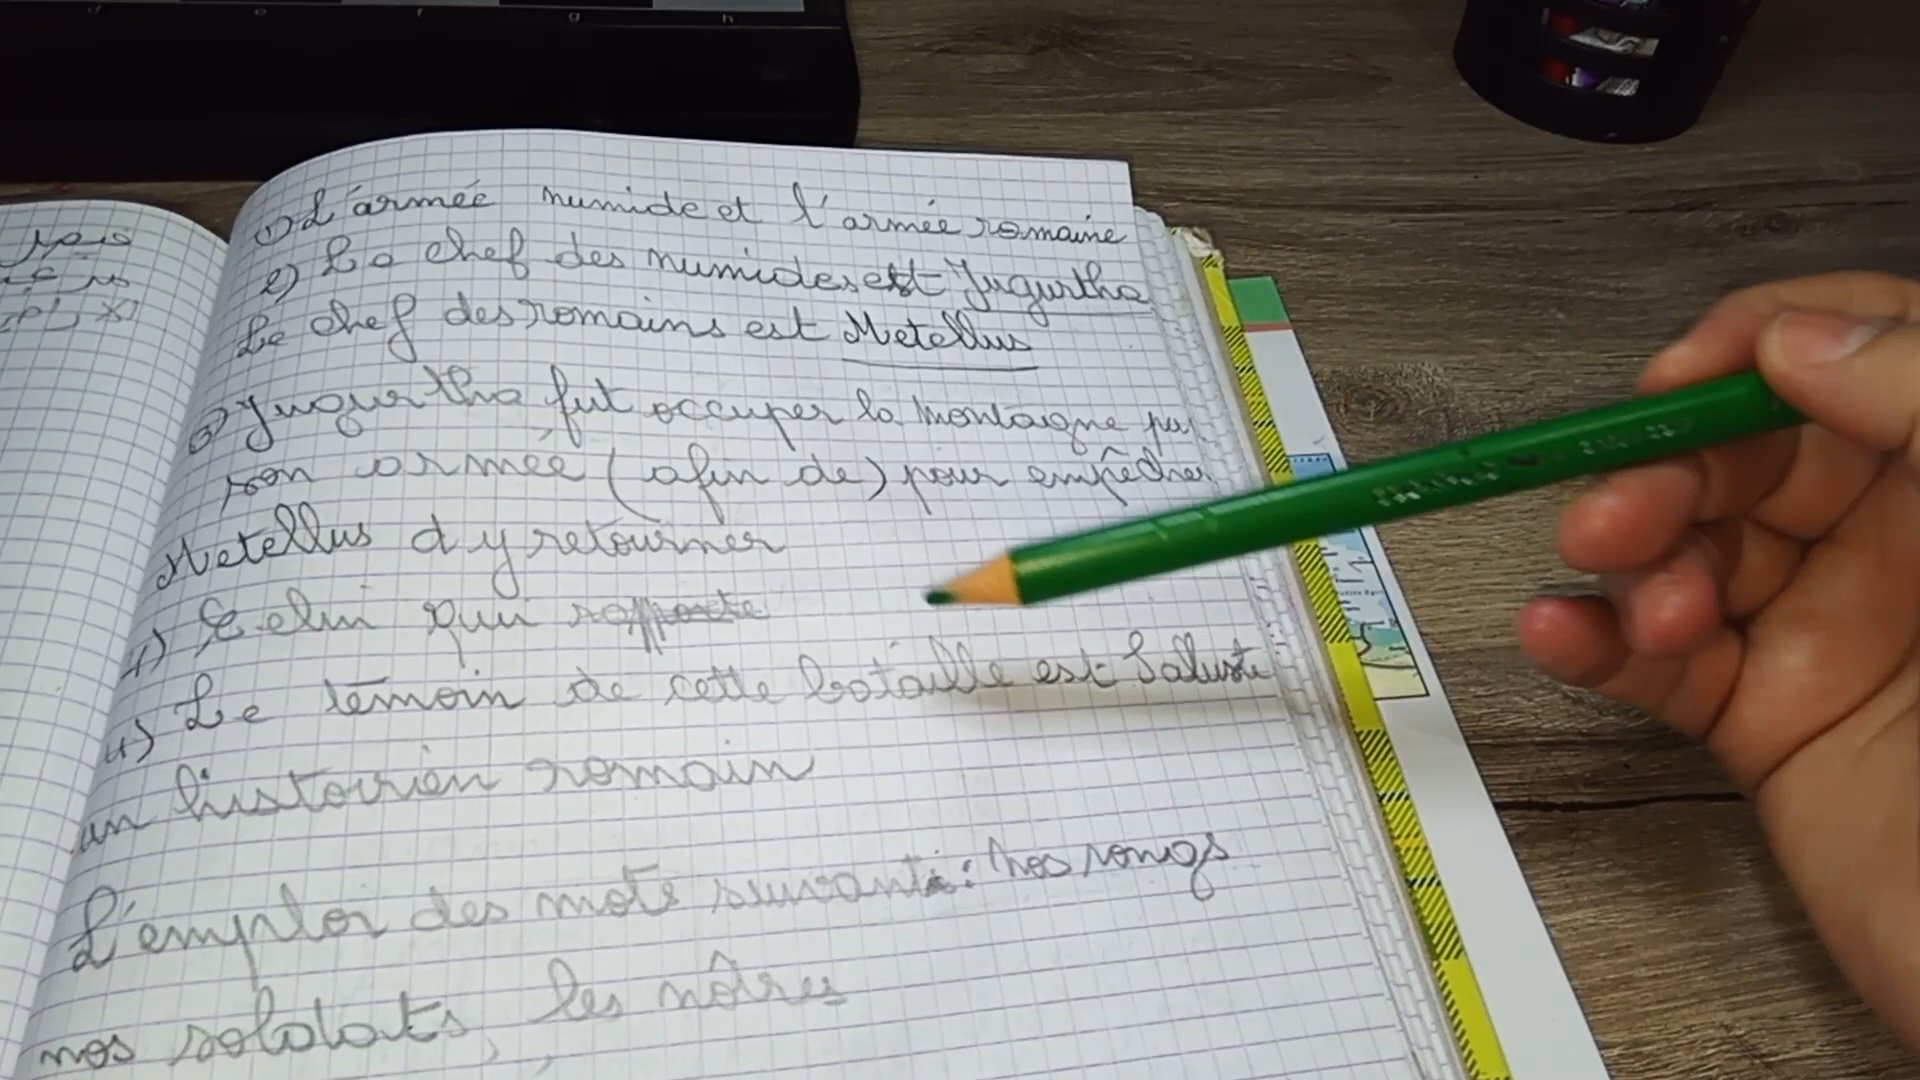 d e f g h
1) L'armée numide et l'armée romaine
2) Le chef des numides est Jugurtha
Le chef des romains est Metellus
3) Jugurtha fut occuper la montagne par
son armée (afin de) pour empêcher
Metellus d'y retourner
4) Celui qui rapporte
4) Le témoin de cette bataille est Saluste
un historien romain
L'emploi des mots suivants : Nos rangs
nos soldats, les nôtres